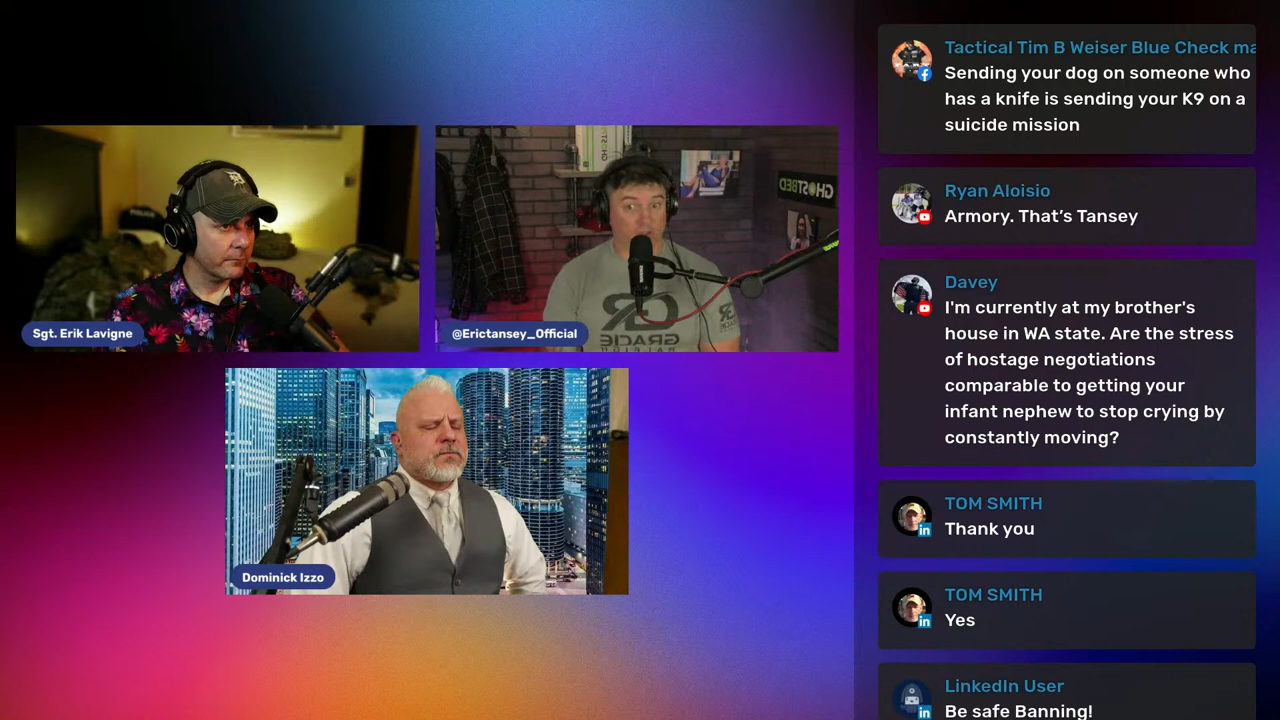 Sgt. Erik Lavigne
GHOSTBED
GR
GRACIE
@Erictansey_Official
Dominick Izzo
Tactical Tim B Weiser Blue Check ma
Sending your dog on someone who
has a knife is sending your K9 on a
suicide mission
Ryan Aloisio
Armory. That’s Tansey
Davey
I'm currently at my brother's
house in WA state. Are the stress
of hostage negotiations
comparable to getting your
infant nephew to stop crying by
constantly moving?
TOM SMITH
Thank you
TOM SMITH
Yes
LinkedIn User
Be safe Banning!